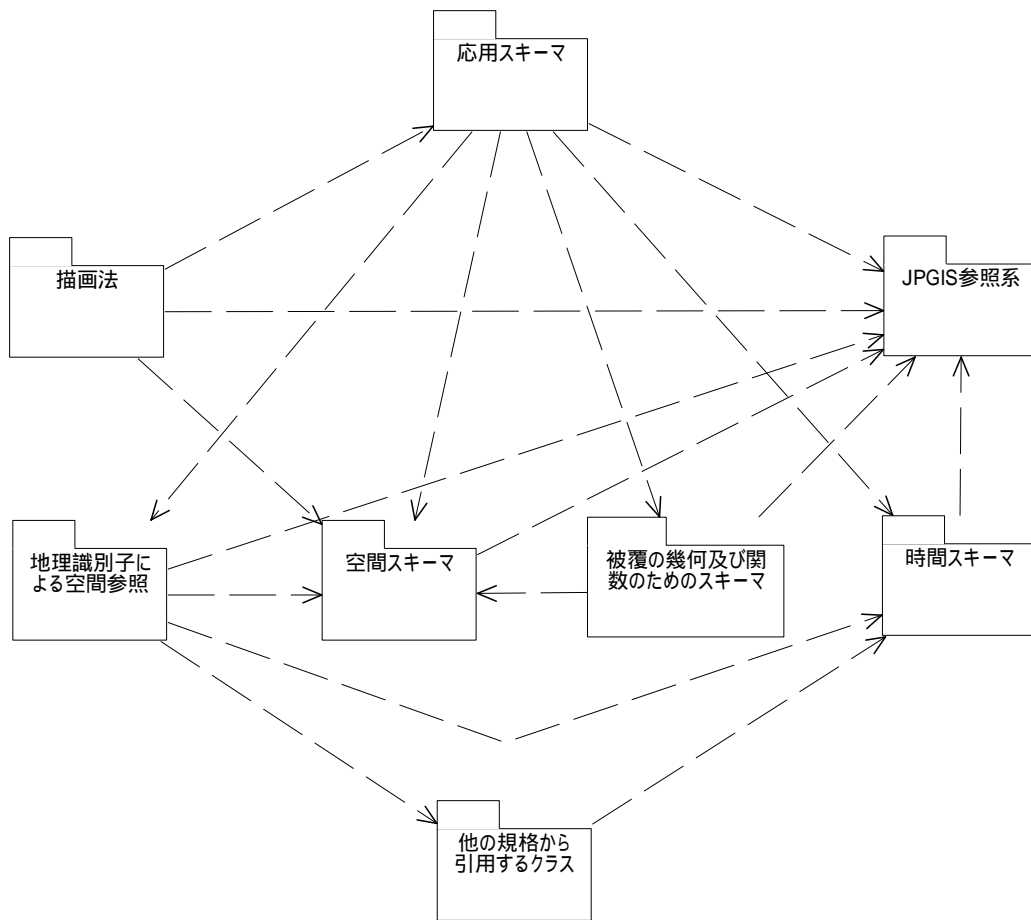 応用スキーマ
描画法
JPGIS参照系
地理識別子に
よる空間参照
空間スキーマ
被覆の幾何及び関
数のためのスキーマ
時間スキーマ
他の規格から
引用するクラス